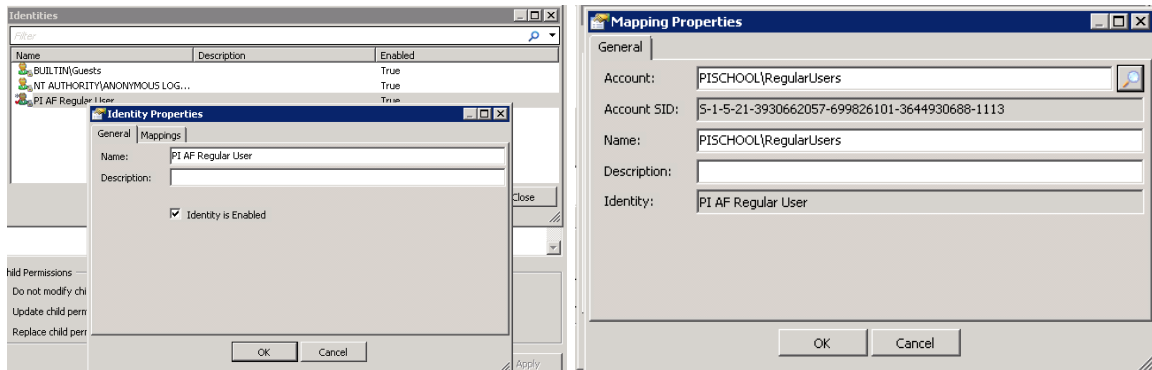 Identities
Filter
Name Description Enabled
BUILTIN\Guests True
NT AUTHORITY\ANONYMOUS LOG... True
PI AF Regular User True
Identity Properties
General Mappings
Name: PI AF Regular User
Description:
Identity is Enabled
Close
hild Permissions
Do not modify chi
Update child perm
Replace child perr
OK Cancel
Apply
Mapping Properties
General
Account: PISCHOOL\RegularUsers
Account SID: S-1-5-21-3930662057-699826101-3644930688-1113
Name: PISCHOOL\RegularUsers
Description:
Identity: PI AF Regular User
OK Cancel